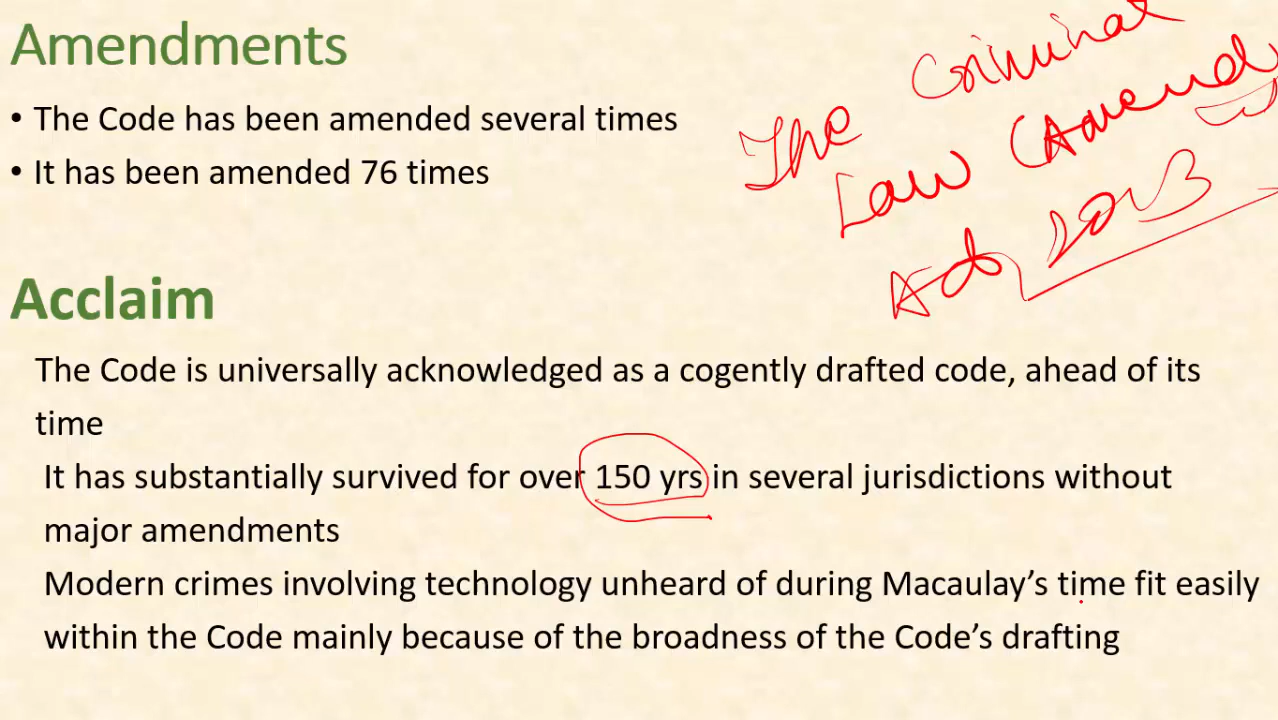 Amendments
• The Code has been amended several times
• It has been amended 76 times
The Criminal
Law (Amend
Act, 2013
Acclaim
The Code is universally acknowledged as a cogently drafted code, ahead of its
time
It has substantially survived for over 150 yrs in several jurisdictions without
major amendments
Modern crimes involving technology unheard of during Macaulay’s time fit easily
within the Code mainly because of the broadness of the Code’s drafting